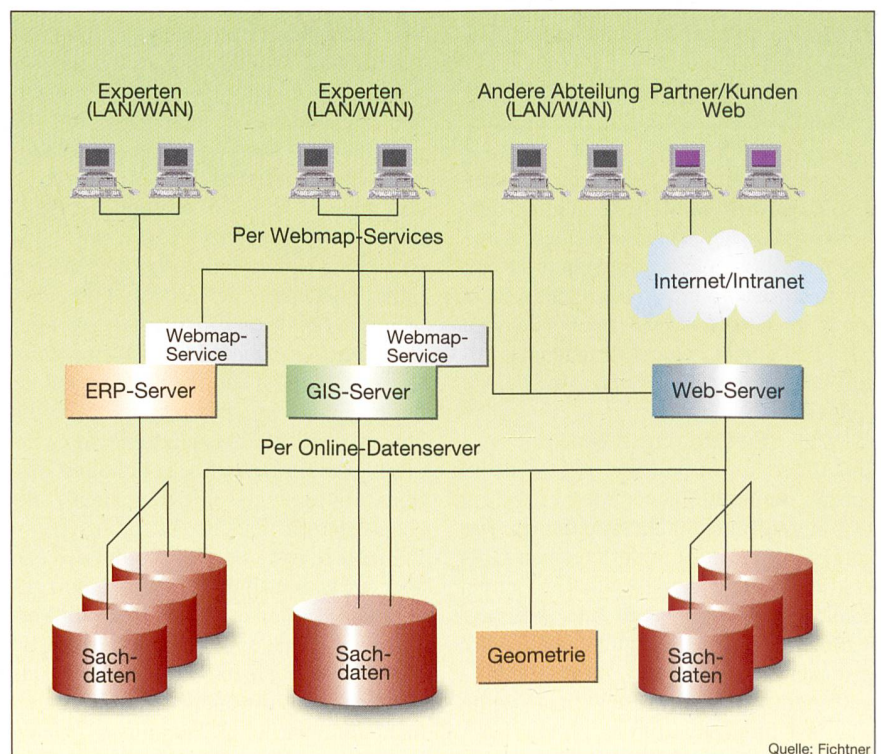 Experten
(LAN/WAN)
Experten
(LAN/WAN)
Andere Abteilung
(LAN/WAN)
Partner/Kunden
Web
Per Webmap-Services
Internet/Intranet
Webmap-
Service
Webmap-
Service
ERP-Server
GIS-Server
Web-Server
Per Online-Datenserver
Sach-
daten
Sach-
daten
Geometrie
Sach-
daten
Quelle: Fichtner